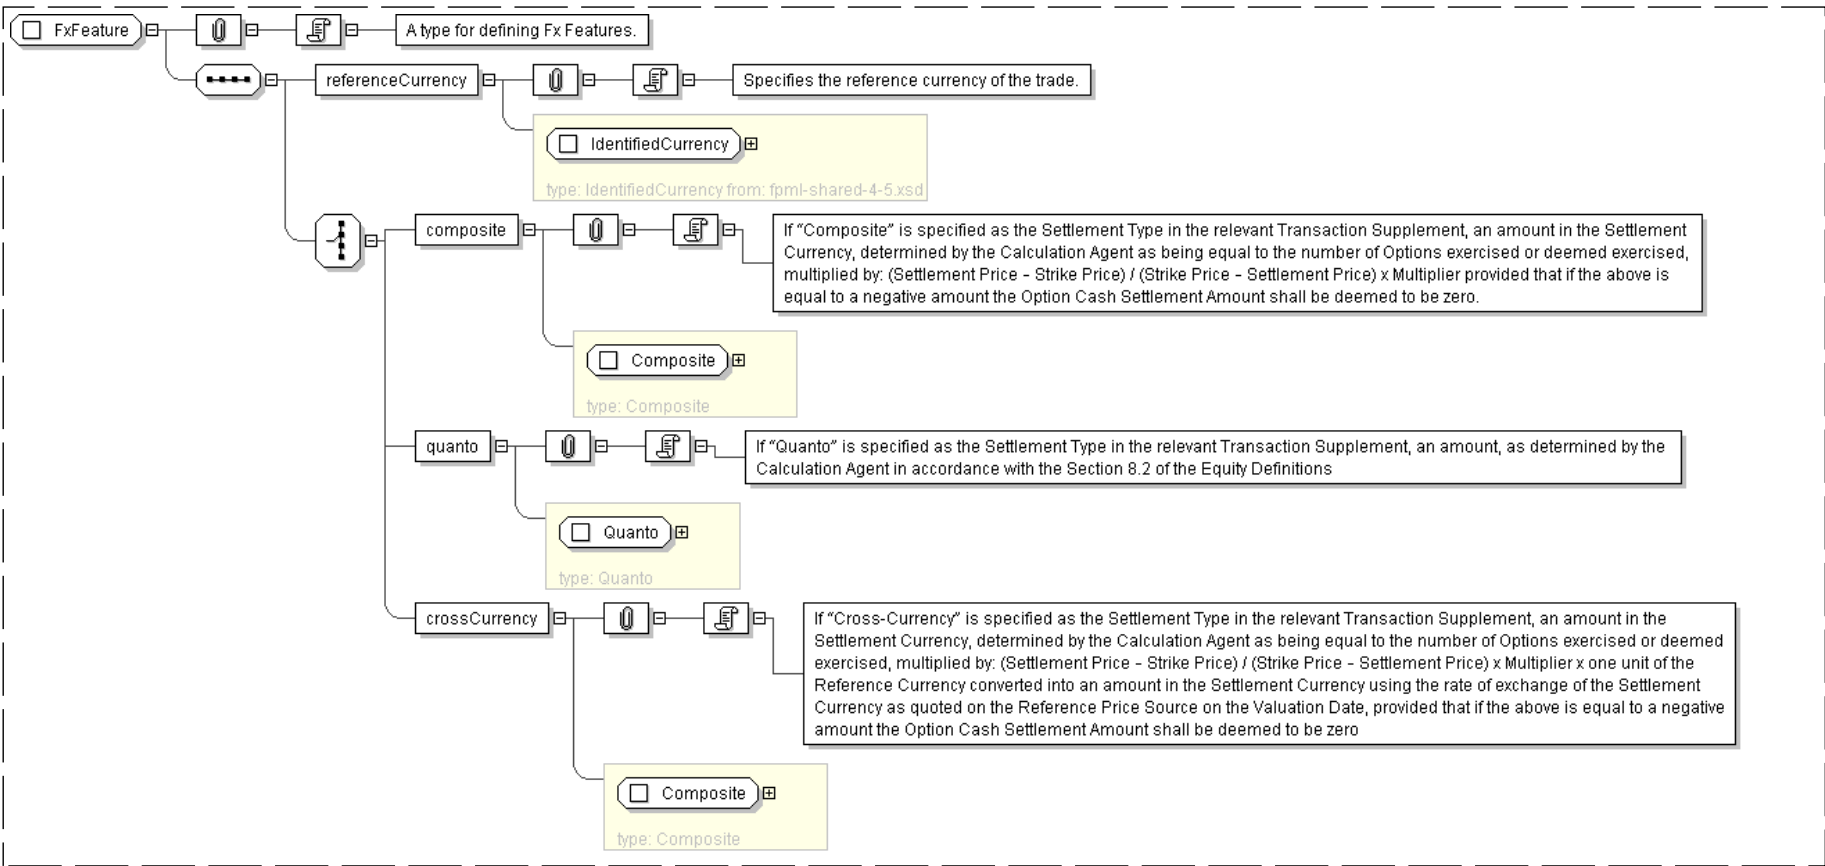 FxFeature
A type for defining Fx Features.
referenceCurrency
Specifies the reference currency of the trade.
IdentifiedCurrency
type: IdentifiedCurrency from: fpml-shared-4-5.xsd
composite
If “Composite” is specified as the Settlement Type in the relevant Transaction Supplement, an amount in the Settlement
Currency, determined by the Calculation Agent as being equal to the number of Options exercised or deemed exercised,
multiplied by: (Settlement Price – Strike Price) / (Strike Price – Settlement Price) x Multiplier provided that if the above is
equal to a negative amount the Option Cash Settlement Amount shall be deemed to be zero.
Composite
type: Composite
quanto
If “Quanto” is specified as the Settlement Type in the relevant Transaction Supplement, an amount, as determined by the
Calculation Agent in accordance with the Section 8.2 of the Equity Definitions
Quanto
type: Quanto
crossCurrency
If “Cross-Currency” is specified as the Settlement Type in the relevant Transaction Supplement, an amount in the
Settlement Currency, determined by the Calculation Agent as being equal to the number of Options exercised or deemed
exercised, multiplied by: (Settlement Price – Strike Price) / (Strike Price – Settlement Price) x Multiplier x one unit of the
Reference Currency converted into an amount in the Settlement Currency using the rate of exchange of the Settlement
Currency as quoted on the Reference Price Source on the Valuation Date, provided that if the above is equal to a negative
amount the Option Cash Settlement Amount shall be deemed to be zero
Composite
type: Composite